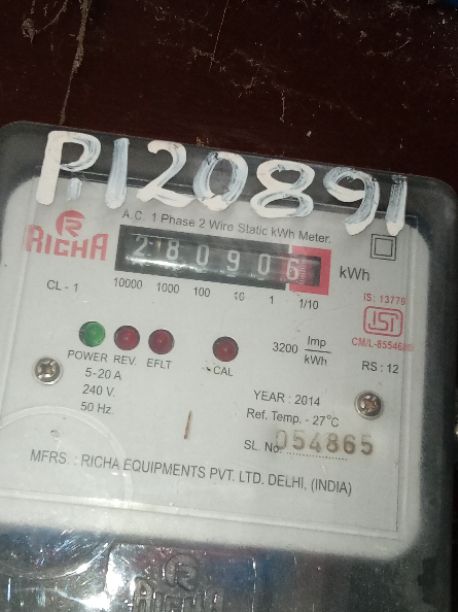 P.120891
RICHA
A.C. 1 Phase 2 Wire Static kWh Meter.
280906 kWh
CL - 1 10000 1000 100 10 1 1/10
IS: 13779
ISI
3200 Imp/kWh
RS : 12
POWER REV. EFLT CAL
5-20 A
240 V.
50 Hz.
YEAR : 2014
Ref. Temp. - 27°C
SL. No. 054865
MFRS. : RICHA EQUIPMENTS PVT. LTD. DELHI, (INDIA)
RICHA